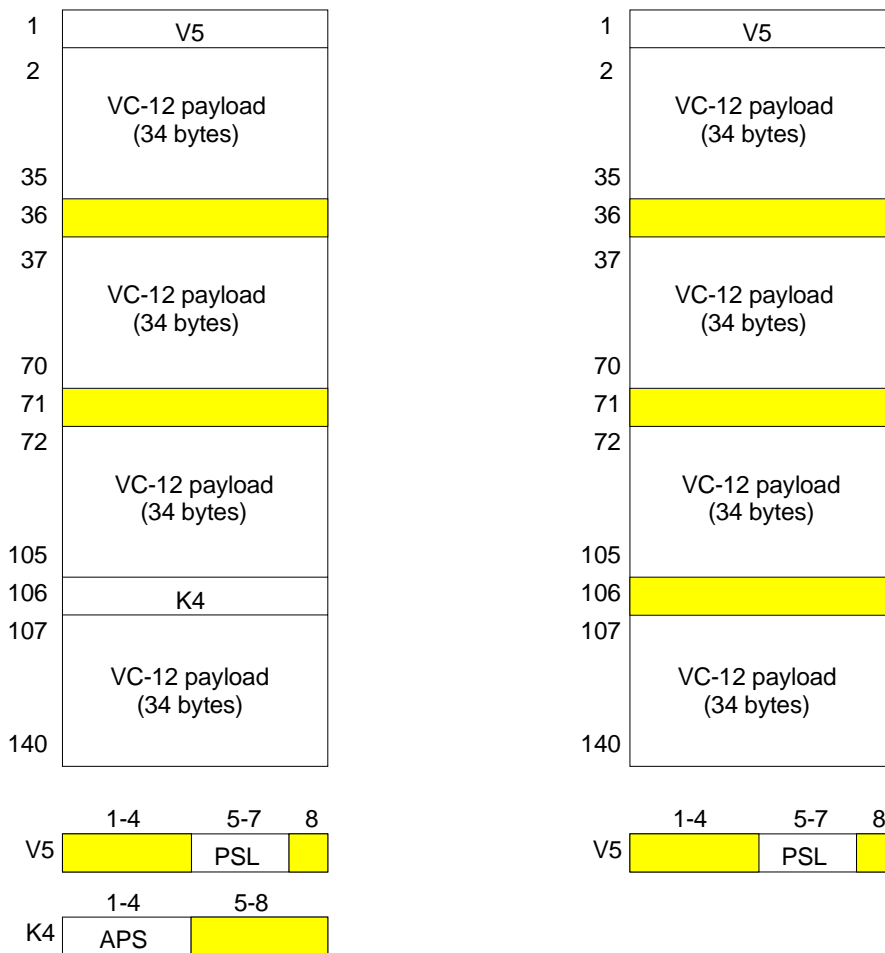 1
V5
2
VC-12 payload
(34 bytes)
35
36
37
VC-12 payload
(34 bytes)
70
71
72
VC-12 payload
(34 bytes)
105
106
K4
107
VC-12 payload
(34 bytes)
140
1-4 5-7 8
V5 PSL
1-4 5-8
K4 APS
1
V5
2
VC-12 payload
(34 bytes)
35
36
37
VC-12 payload
(34 bytes)
70
71
72
VC-12 payload
(34 bytes)
105
106
107
VC-12 payload
(34 bytes)
140
1-4 5-7 8
V5 PSL